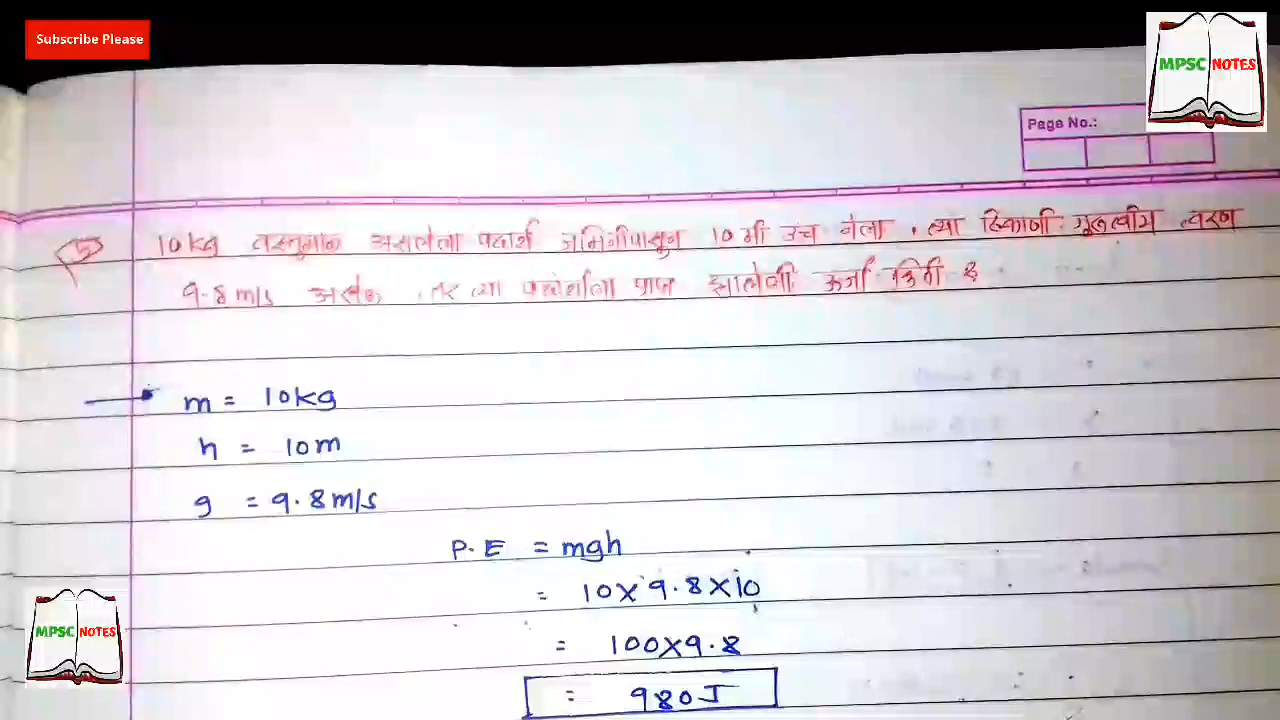 Subscribe Please
MPSC NOTES
Page No.:
10kg वस्तुमान असलेला पदार्थ जमिनीपासून 10 मी उंच नेला . त्या ठिकाणी गुरुत्वीय त्वरण
9.8 m/s असेल . तर त्या पदार्थाला प्राप्त झालेली ऊर्जा किती
m = 10kg
h = 10m
g = 9.8 m/s
P.E = mgh
= 10×9.8×10
= 100×9.8
MPSC NOTES
= 980J